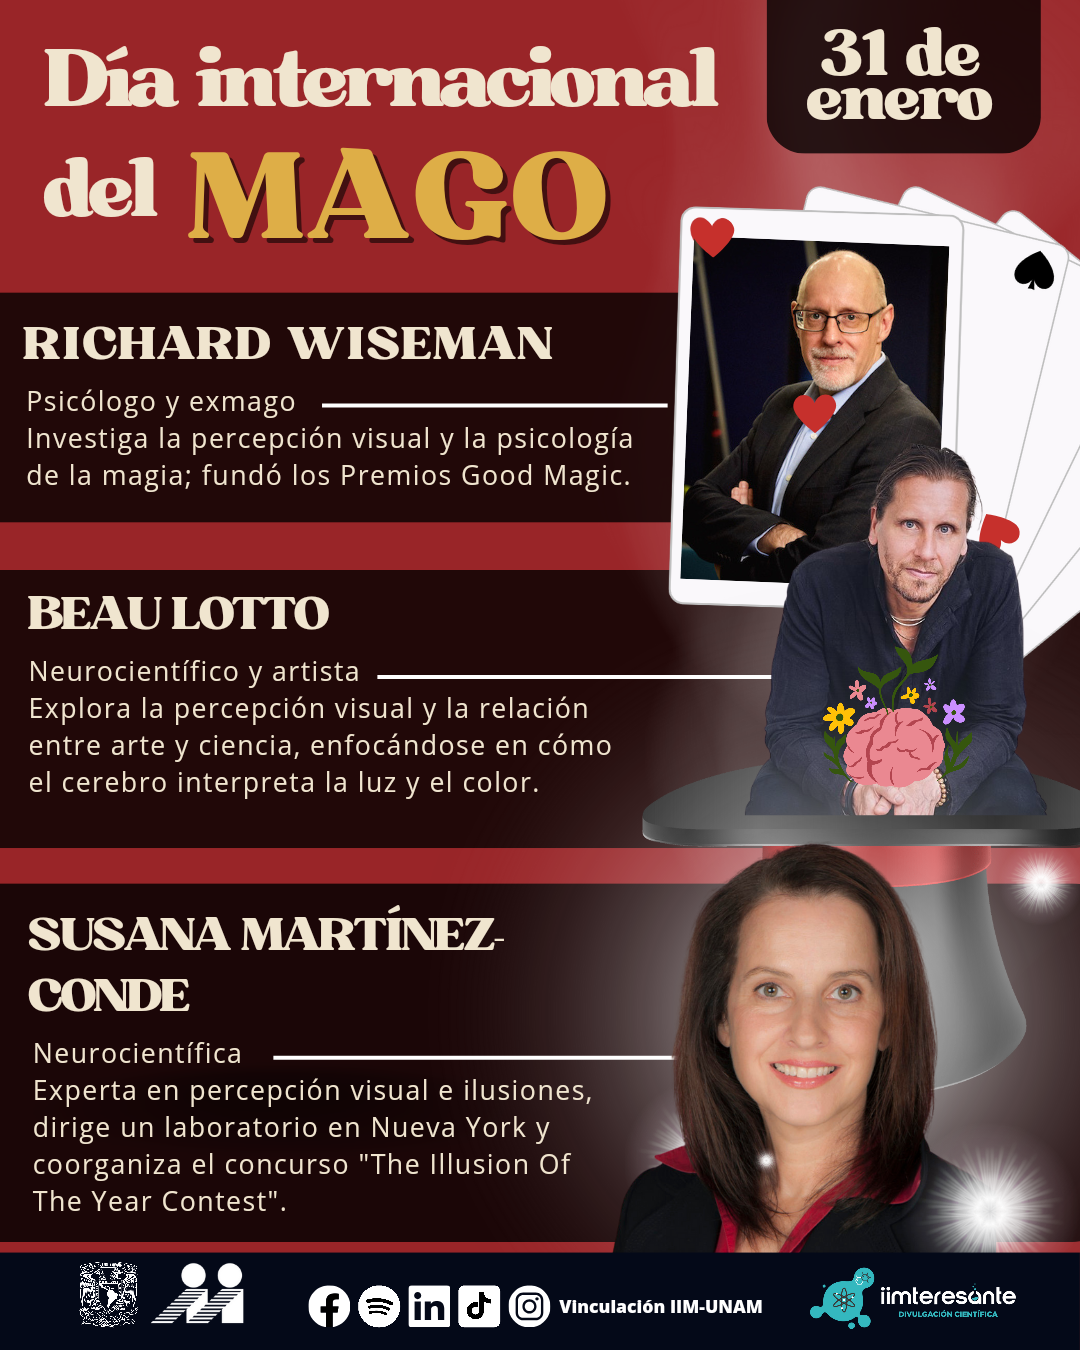 Día internacional
del MAGO
31 de
enero
RICHARD WISEMAN
Psicólogo y exmago
Investiga la percepción visual y la psicología
de la magia; fundó los Premios Good Magic.
BEAU LOTTO
Neurocientífico y artista
Explora la percepción visual y la relación
entre arte y ciencia, enfocándose en cómo
el cerebro interpreta la luz y el color.
SUSANA MARTÍNEZ-
CONDE
Neurocientífica
Experta en percepción visual e ilusiones,
dirige un laboratorio en Nueva York y
coorganiza el concurso "The Illusion Of
The Year Contest".
Vinculación IIM-UNAM
iimteresante
DIVULGACIÓN CIENTÍFICA